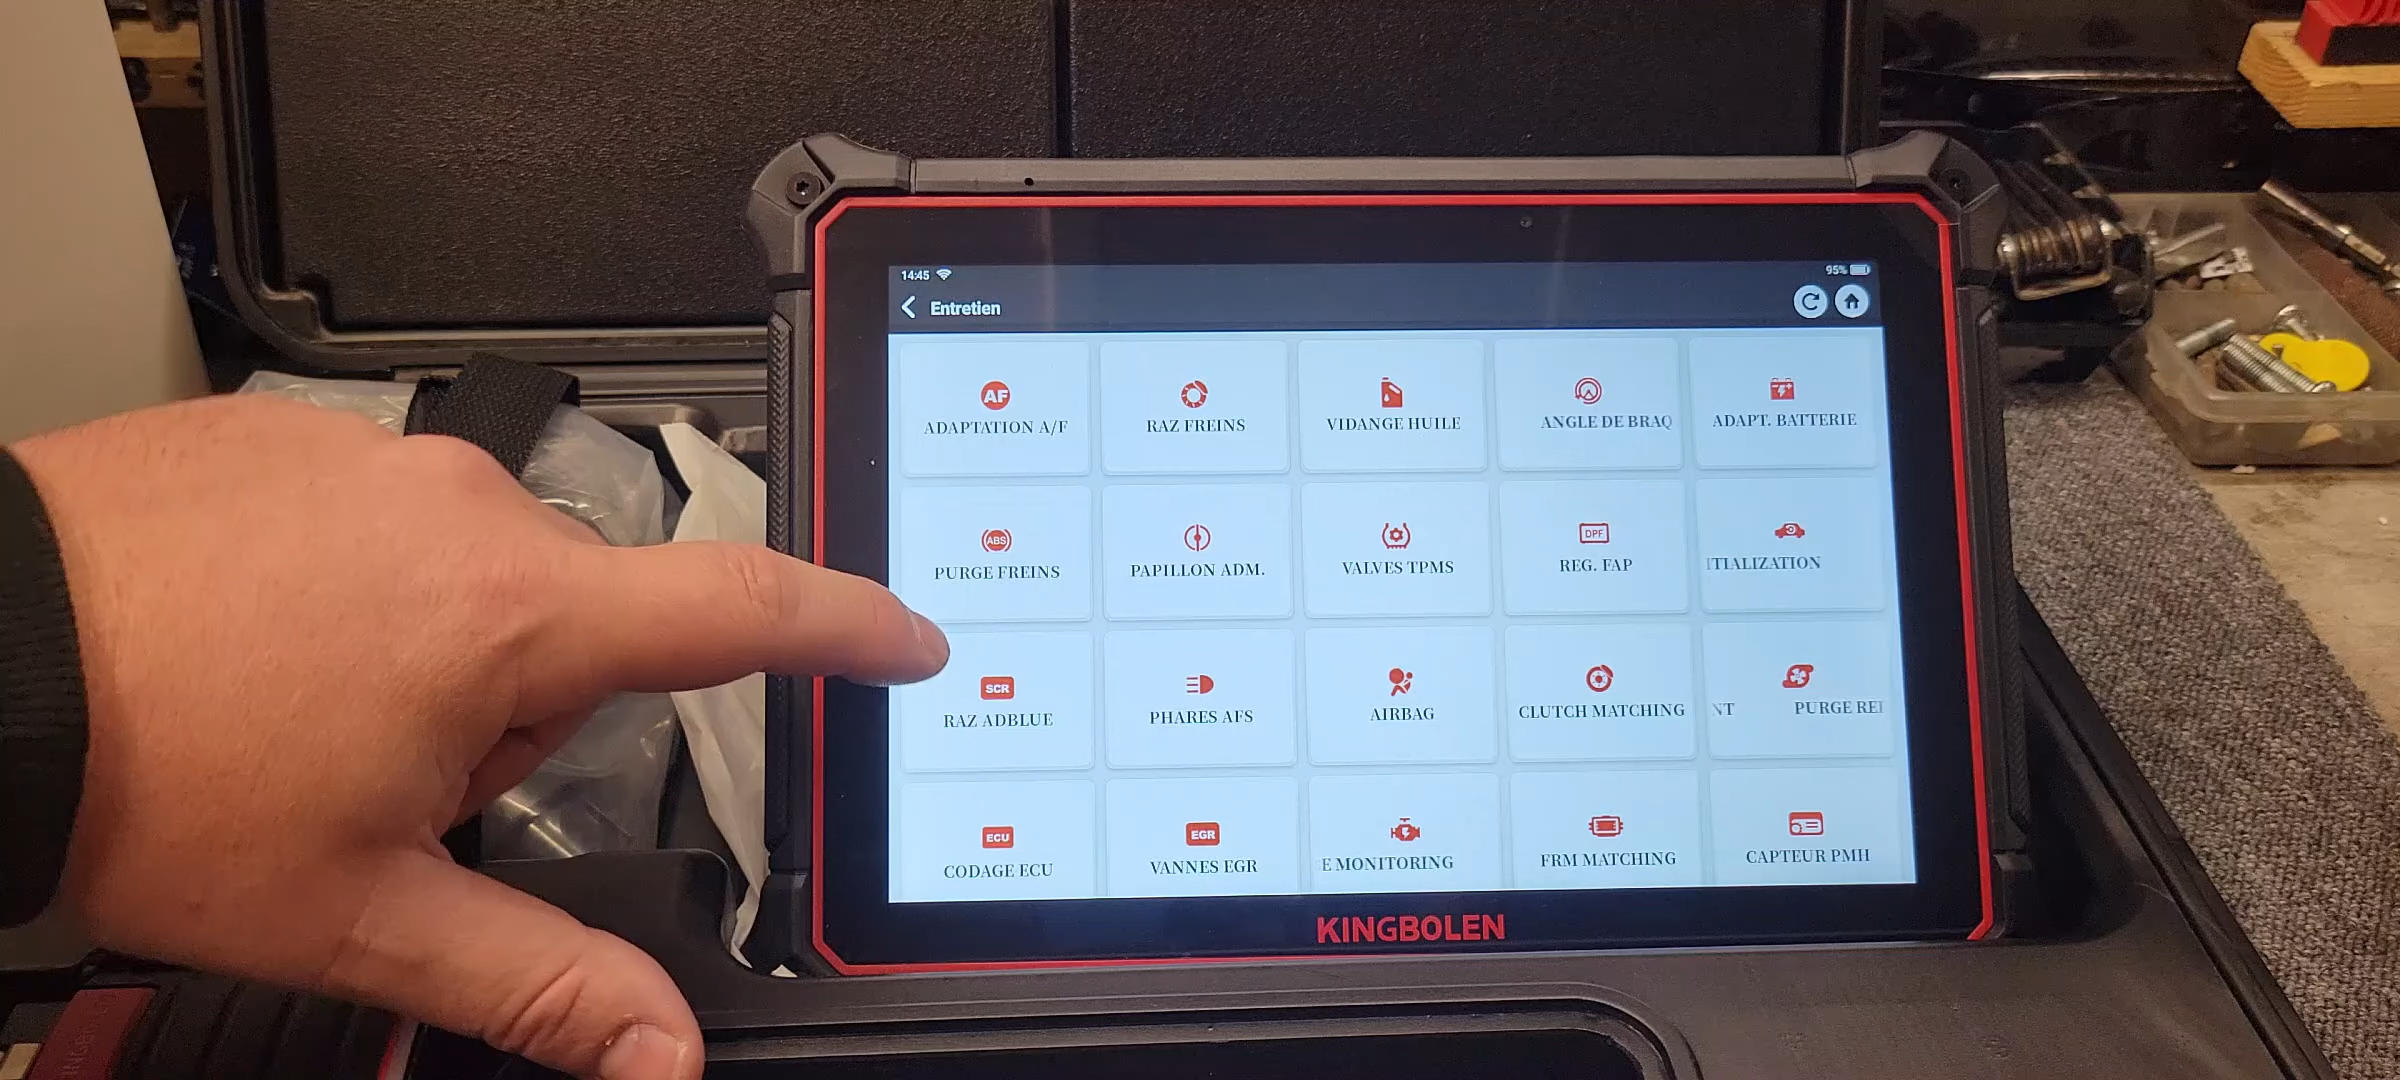 14:45
95%
Entretien
AF
ADAPTATION A/F
RAZ FREINS
VIDANGE HUILE
ANGLE DE BRAQ
ADAPT. BATTERIE
ABS
PURGE FREINS
PAPILLON ADM.
VALVES TPMS
DPF
REG. FAP
ITIALIZATION
SCR
RAZ ADBLUE
PHARES AFS
AIRBAG
CLUTCH MATCHING
NT PURGE REI
ECU
CODAGE ECU
EGR
VANNES EGR
E MONITORING
FRM MATCHING
CAPTEUR PMH
KINGBOLEN